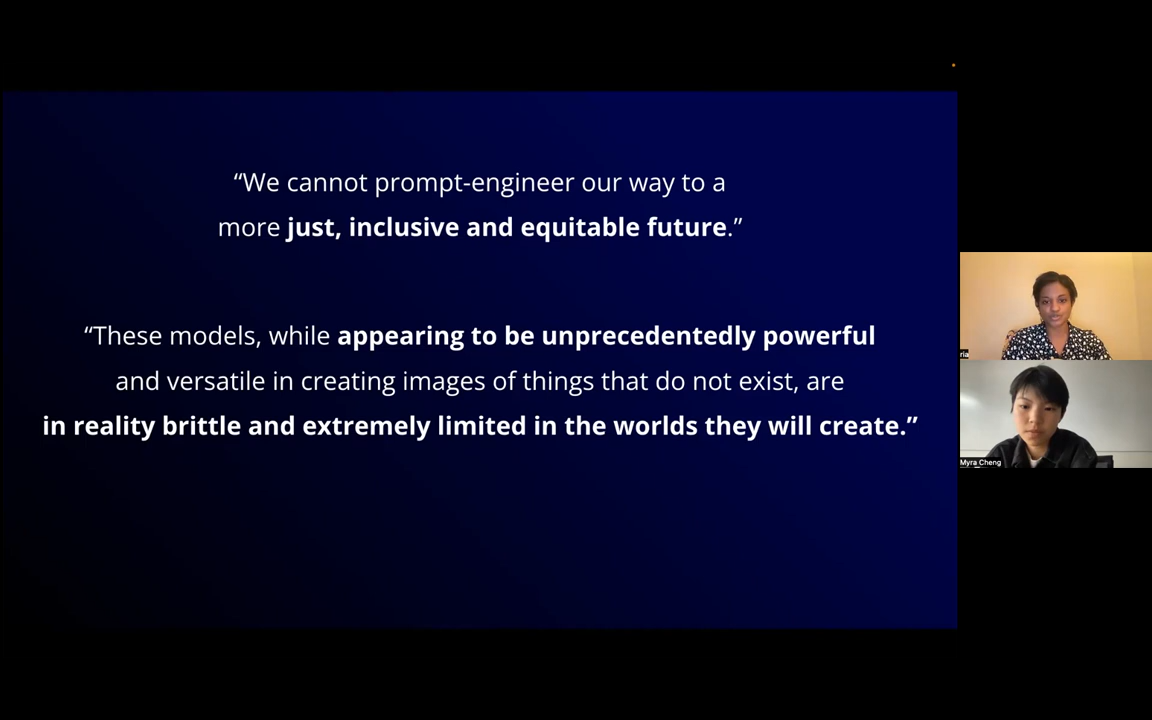 “We cannot prompt-engineer our way to a
more just, inclusive and equitable future.”
“These models, while appearing to be unprecedentedly powerful
and versatile in creating images of things that do not exist, are
in reality brittle and extremely limited in the worlds they will create.”
ria
Myra Cheng